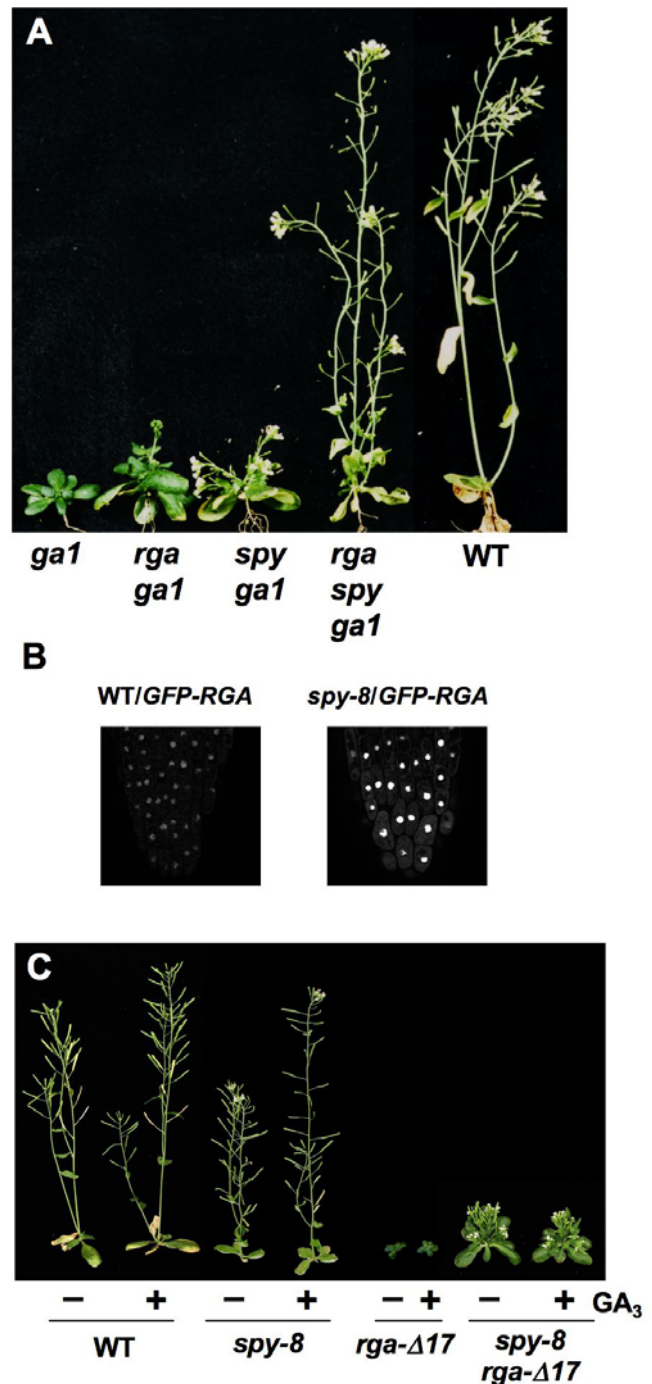 A
ga1 rga spy rga WT
ga1 ga1 spy
ga1
B
WT/GFP-RGA spy-8/GFP-RGA
C
− + − + − + − + GA₃
WT spy-8 rga-Δ17 spy-8
rga-Δ17